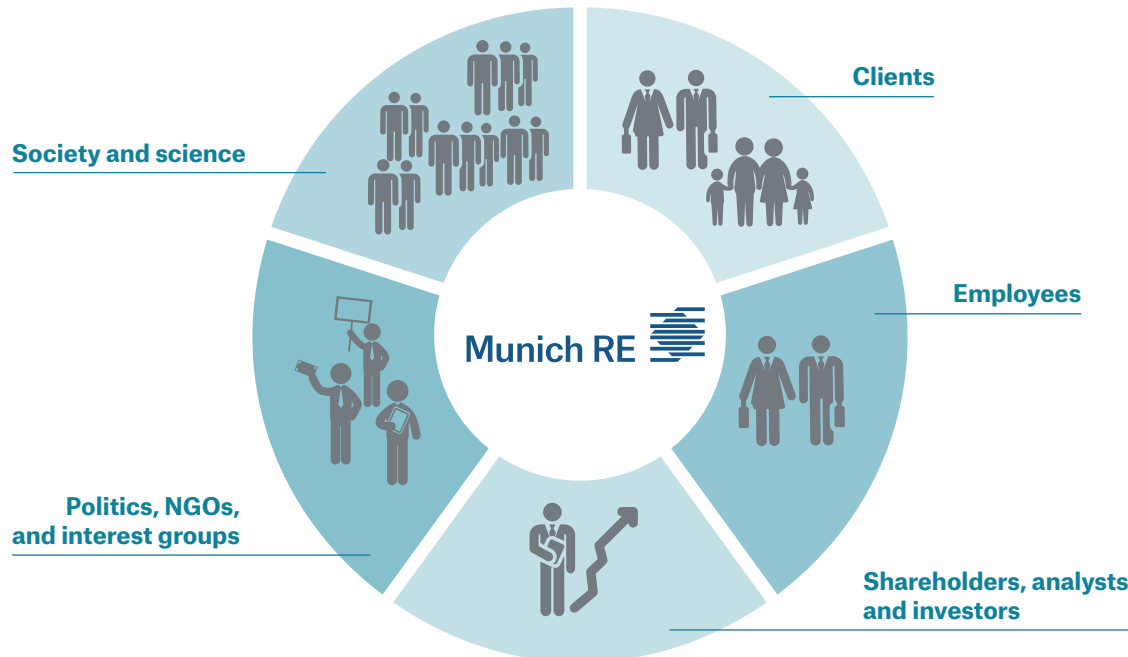 Clients
Society and science
Employees
Munich RE
Politics, NGOs,
and interest groups
Shareholders, analysts
and investors